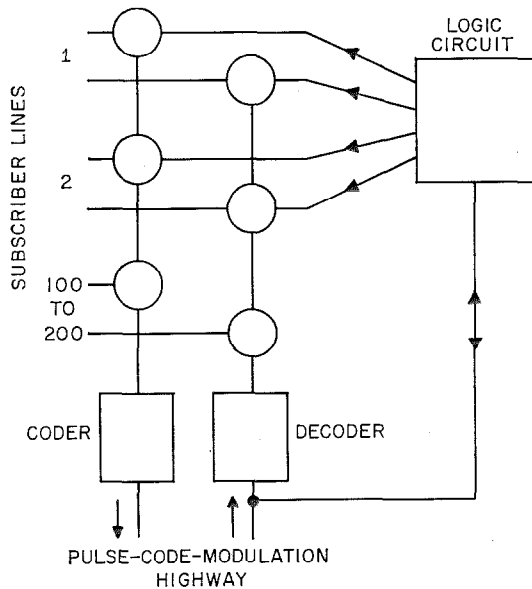 LOGIC
CIRCUIT
SUBSCRIBER LINES
1
2
100
TO
200
CODER
DECODER
PULSE-CODE-MODULATION
HIGHWAY